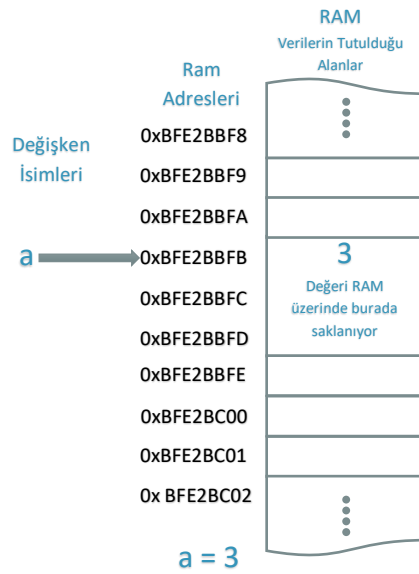 RAM
Verilerin Tutulduğu
Alanlar
Ram
Adresleri
Değişken
İsimleri
0xBFE2BBF8
0xBFE2BBF9
0xBFE2BBFA
a
0xBFE2BBFB
3
0xBFE2BBFC
Değeri RAM
üzerinde burada
saklanıyor
0xBFE2BBFD
0xBFE2BBFE
0xBFE2BC00
0xBFE2BC01
0x BFE2BC02
a = 3